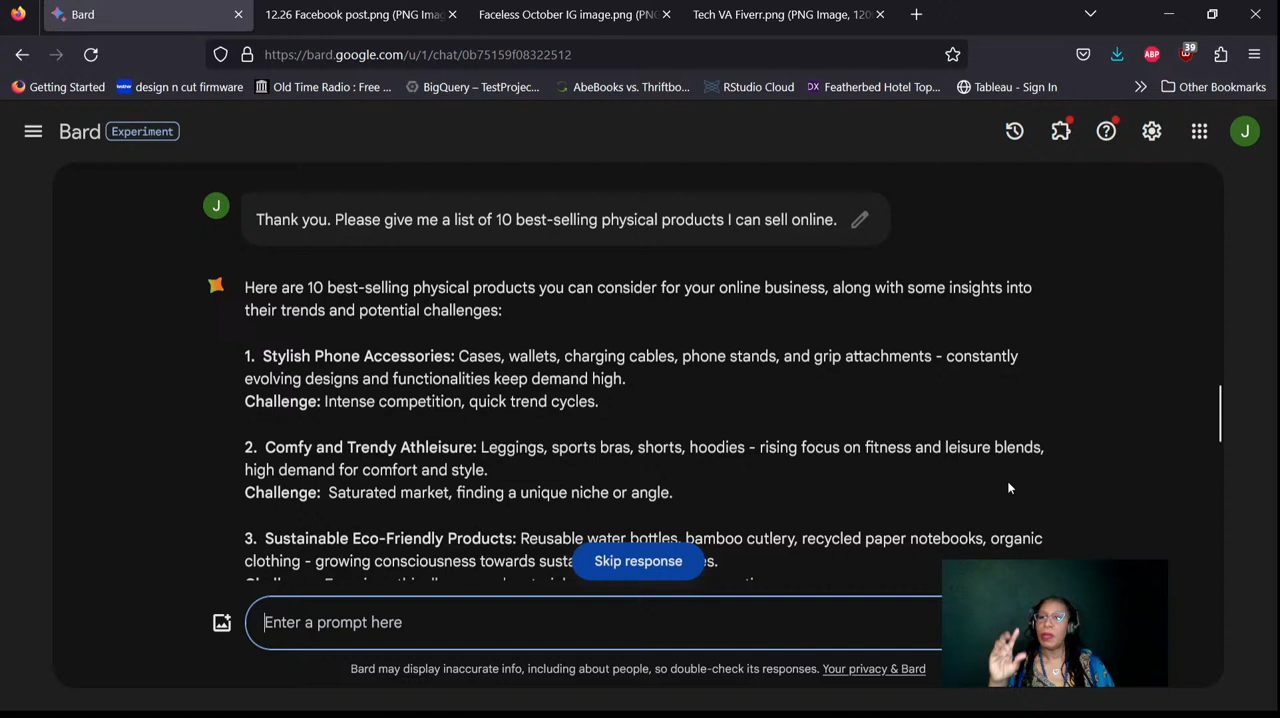 Bard
12.26 Facebook post.png (PNG Imag
Faceless October IG image.png (PN
Tech VA Fiverr.png (PNG Image, 120
https://bard.google.com/u/1/chat/0b75159f08322512
ABP
39
Getting Started
design n cut firmware
Old Time Radio : Free ...
BigQuery – TestProjec...
AbeBooks vs. Thriftbo...
RStudio Cloud
DX Featherbed Hotel Top...
Tableau - Sign In
Other Bookmarks
Bard Experiment
J
J
Thank you. Please give me a list of 10 best-selling physical products I can sell online.
Here are 10 best-selling physical products you can consider for your online business, along with some insights into
their trends and potential challenges:
1. Stylish Phone Accessories: Cases, wallets, charging cables, phone stands, and grip attachments - constantly
evolving designs and functionalities keep demand high.
Challenge: Intense competition, quick trend cycles.
2. Comfy and Trendy Athleisure: Leggings, sports bras, shorts, hoodies - rising focus on fitness and leisure blends,
high demand for comfort and style.
Challenge: Saturated market, finding a unique niche or angle.
3. Sustainable Eco-Friendly Products: Reusable water bottles, bamboo cutlery, recycled paper notebooks, organic
clothing - growing consciousness towards susta
Skip response
Enter a prompt here
Bard may display inaccurate info, including about people, so double-check its responses. Your privacy & Bard